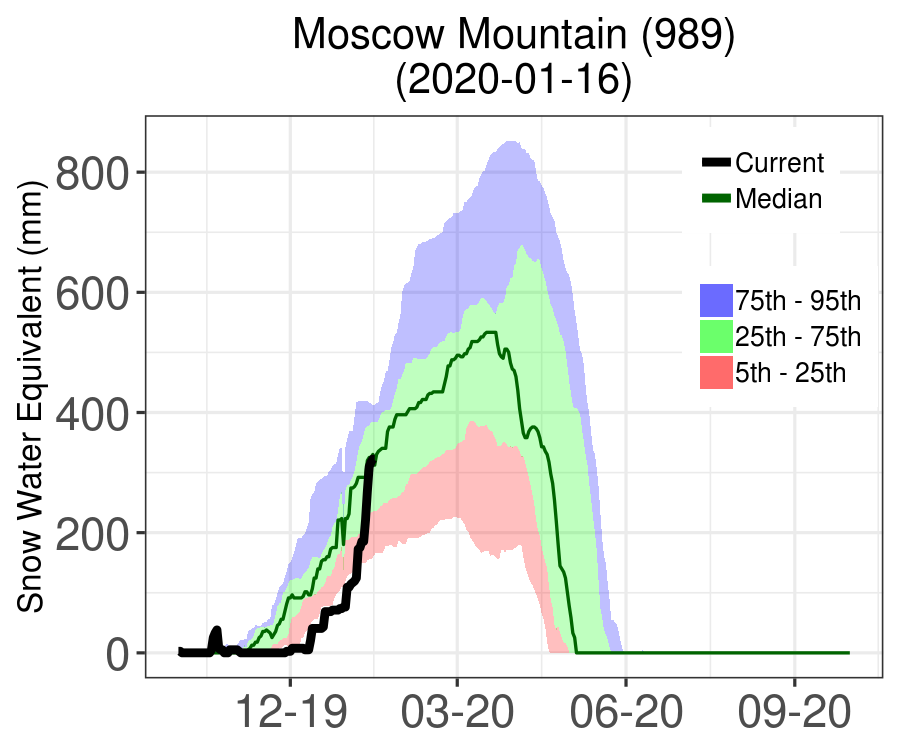 Moscow Mountain (989)
(2020-01-16)
Snow Water Equivalent (mm)
800
600
400
200
0
12-19
03-20
06-20
09-20
Current
Median
75th - 95th
25th - 75th
5th - 25th